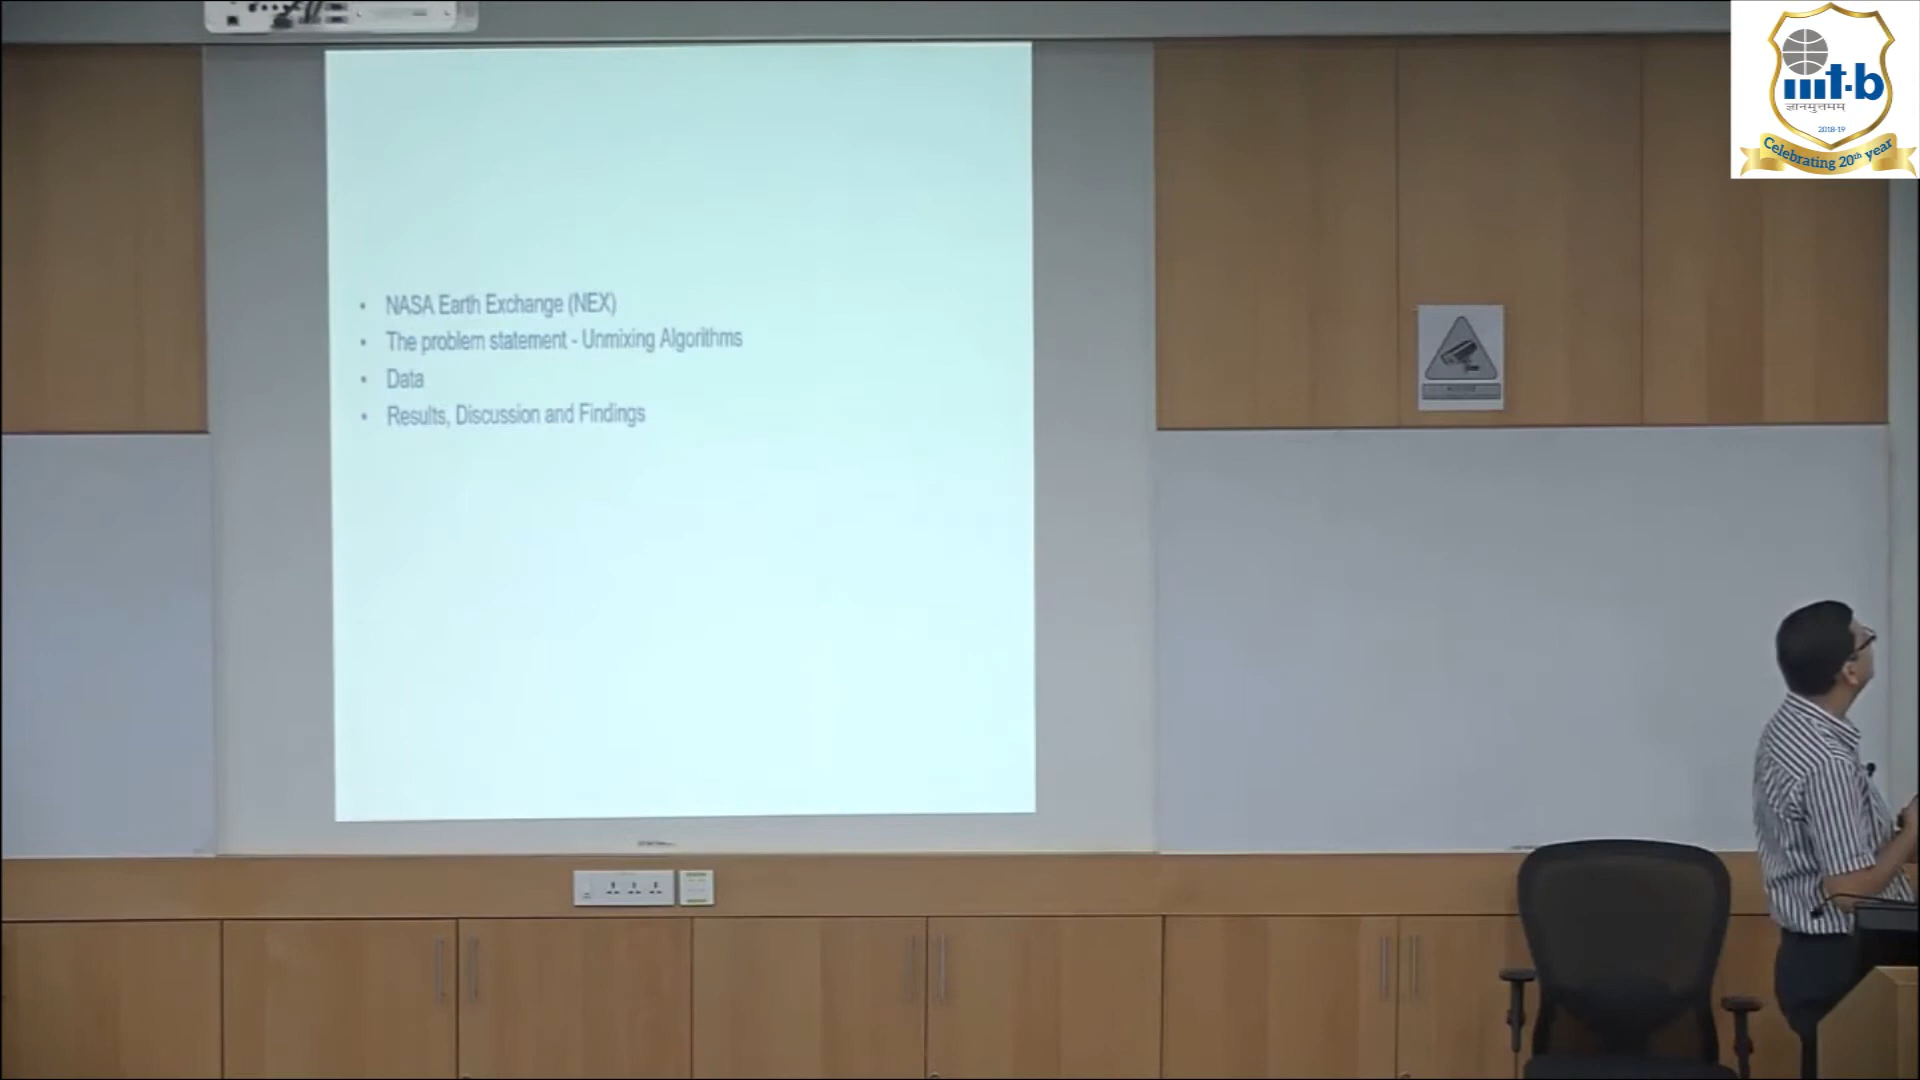 • NASA Earth Exchange (NEX)
• The problem statement - Unmixing Algorithms
• Data
• Results, Discussion and Findings
iiit-b
ज्ञानमुत्तमम्
2018-19
Celebrating 20th year